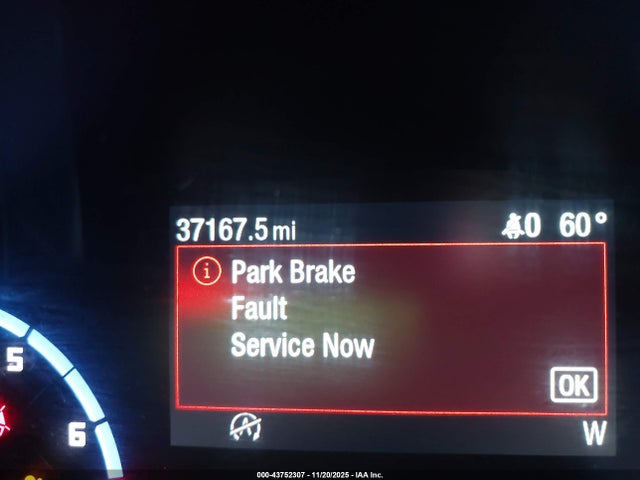 37167.5 mi 0 60°
Park Brake
Fault
Service Now
OK
5
6
W
000-43752307 - 11/20/2025 - IAA Inc.